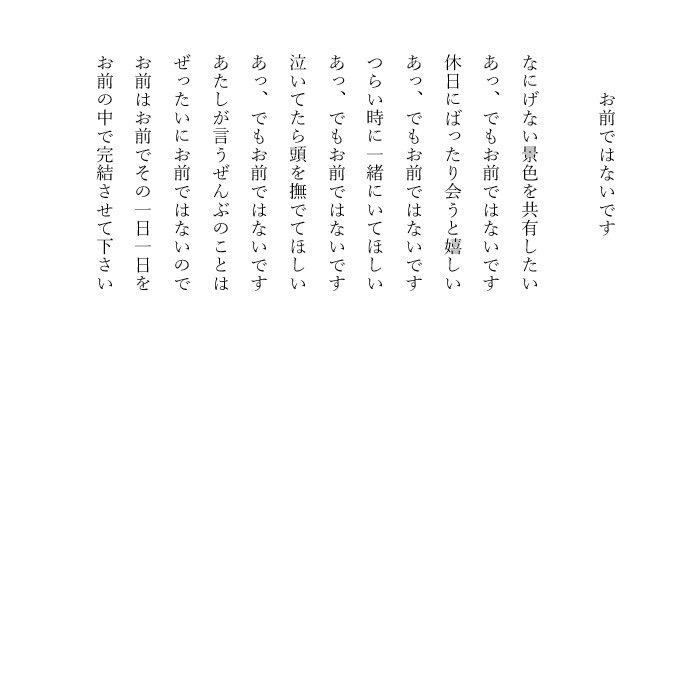 お前ではないです
なにげない景色を共有したい
あっ、でもお前ではないです
休日にばったり会うと嬉しい
あっ、でもお前ではないです
つらい時に一緒にいてほしい
あっ、でもお前ではないです
泣いてたら頭を撫でてほしい
あっ、でもお前ではないです
あたしが言うぜんぶのことは
ぜったいにお前ではないので
お前はお前でその一日一日を
お前の中で完結させて下さい